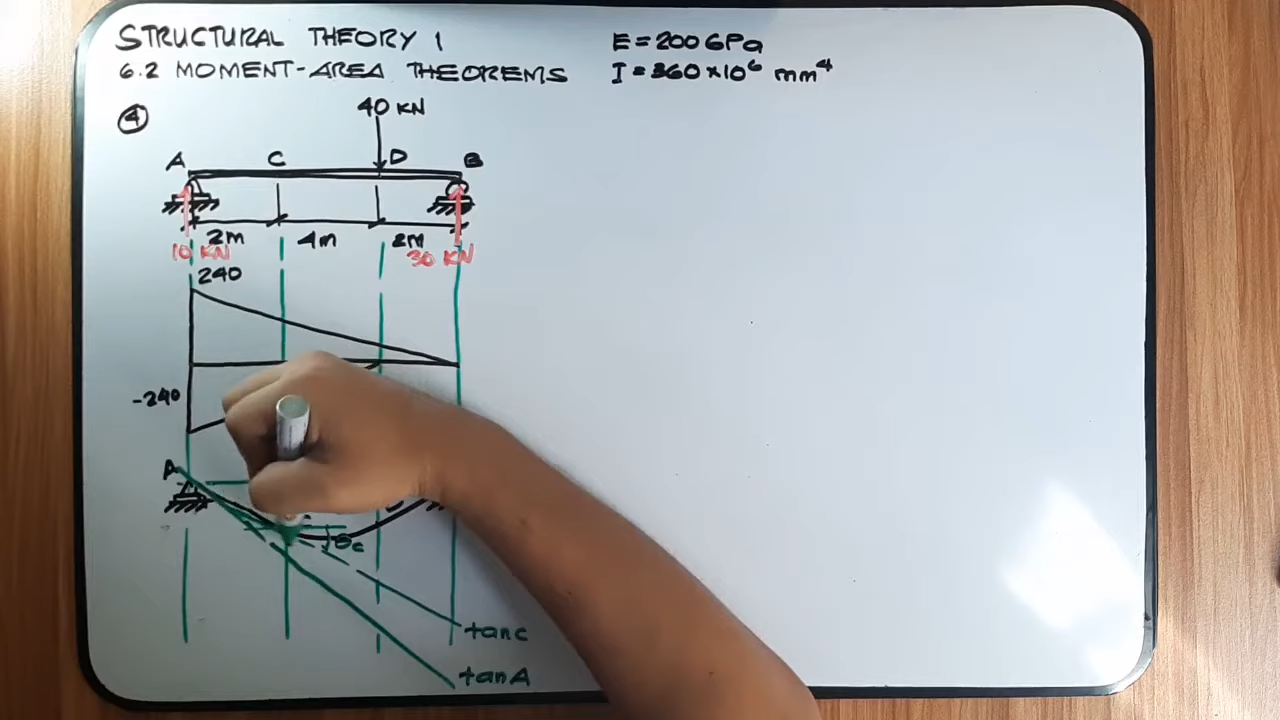 STRUCTURAL THEORY 1
6.2 MOMENT-AREA THEOREMS
E = 200 GPa
I = 360 × 10⁶ mm⁴
4
40 KN
A C D B
2m 4m 2m
10 KN 30 KN
240
-240
A
θc
tanc
tanA